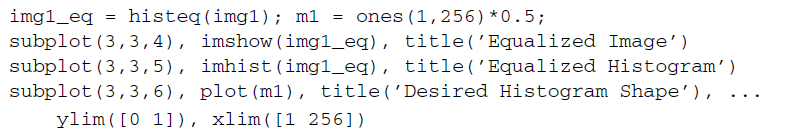 img1_eq = histeq(img1); m1 = ones(1,256)*0.5;
subplot(3,3,4), imshow(img1_eq), title(’Equalized Image’)
subplot(3,3,5), imhist(img1_eq), title(’Equalized Histogram’)
subplot(3,3,6), plot(m1), title(’Desired Histogram Shape’), ...
ylim([0 1]), xlim([1 256])